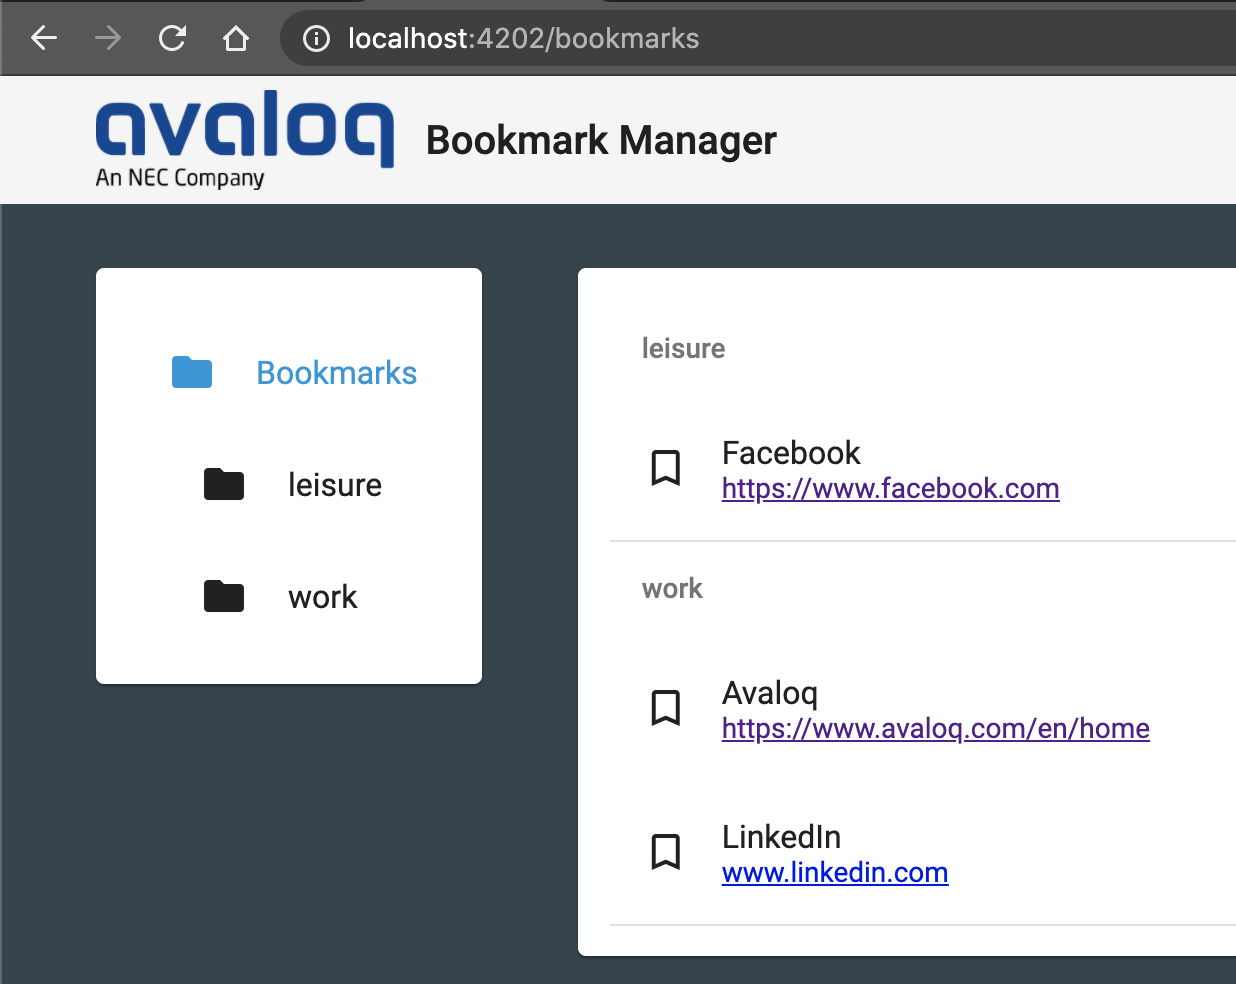 localhost:4202/bookmarks
avaloq
An NEC Company
Bookmark Manager
Bookmarks
leisure
work
leisure
Facebook
https://www.facebook.com
work
Avaloq
https://www.avaloq.com/en/home
LinkedIn
www.linkedin.com